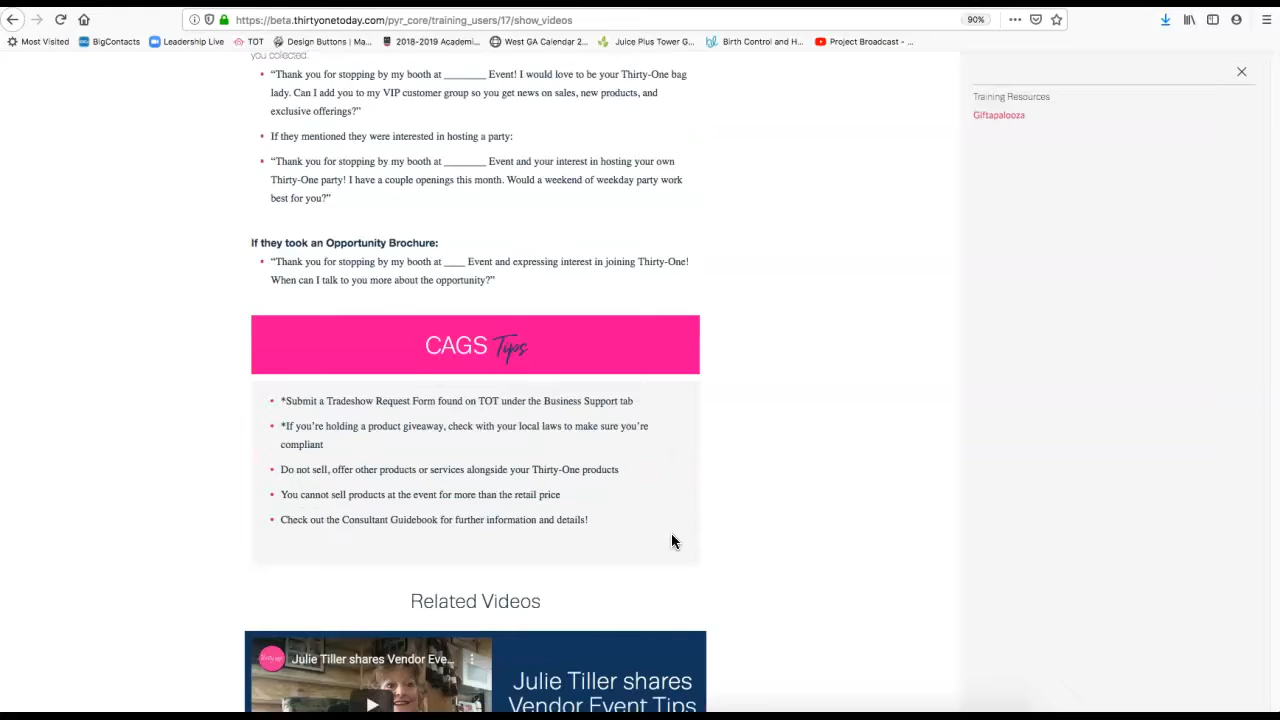 https://beta.thirtyonetoday.com/pyr_core/training_users/17/show_videos
90%
Most Visited
BigContacts
Leadership Live
TOT
Design Buttons | Ma...
2018-2019 Academi...
West GA Calendar 2...
Juice Plus Tower G...
Birth Control and H...
Project Broadcast - ...
you collected.
• “Thank you for stopping by my booth at ________ Event! I would love to be your Thirty-One bag
lady. Can I add you to my VIP customer group so you get news on sales, new products, and
exclusive offerings?”
• If they mentioned they were interested in hosting a party:
• “Thank you for stopping by my booth at ________ Event and your interest in hosting your own
Thirty-One party! I have a couple openings this month. Would a weekend of weekday party work
best for you?”
If they took an Opportunity Brochure:
• “Thank you for stopping by my booth at ____ Event and expressing interest in joining Thirty-One!
When can I talk to you more about the opportunity?”
CAGS Tips
• *Submit a Tradeshow Request Form found on TOT under the Business Support tab
• *If you’re holding a product giveaway, check with your local laws to make sure you’re
compliant
• Do not sell, offer other products or services alongside your Thirty-One products
• You cannot sell products at the event for more than the retail price
• Check out the Consultant Guidebook for further information and details!
Related Videos
Julie Tiller shares Vendor Eve...
Julie Tiller shares
Vendor Event Tips
Training Resources
Giftapalooza